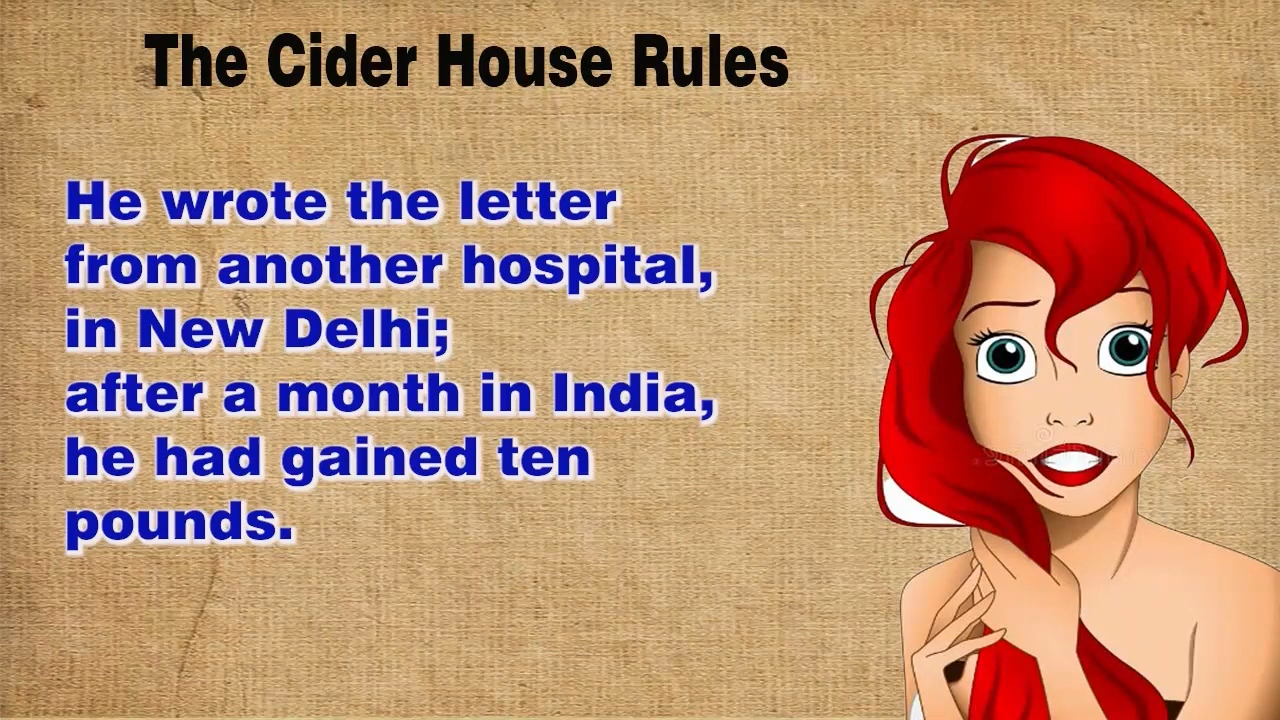 The Cider House Rules
He wrote the letter
from another hospital,
in New Delhi;
after a month in India,
he had gained ten
pounds.